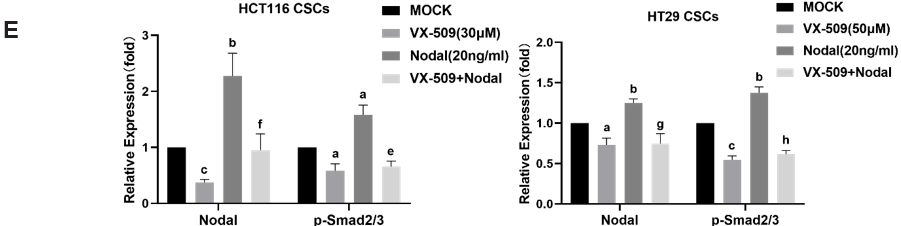 E
HCT116 CSCs
MOCK
VX-509(30μM)
Nodal(20ng/ml)
VX-509+Nodal
Relative Expression(fold)
3
2
1
0
c
b
f
a
a
e
Nodal
p-Smad2/3
HT29 CSCs
MOCK
VX-509(50μM)
Nodal(20ng/ml)
VX-509+Nodal
Relative Expression(fold)
2.0
1.5
1.0
0.5
0.0
a
b
g
c
b
h
Nodal
p-Smad2/3